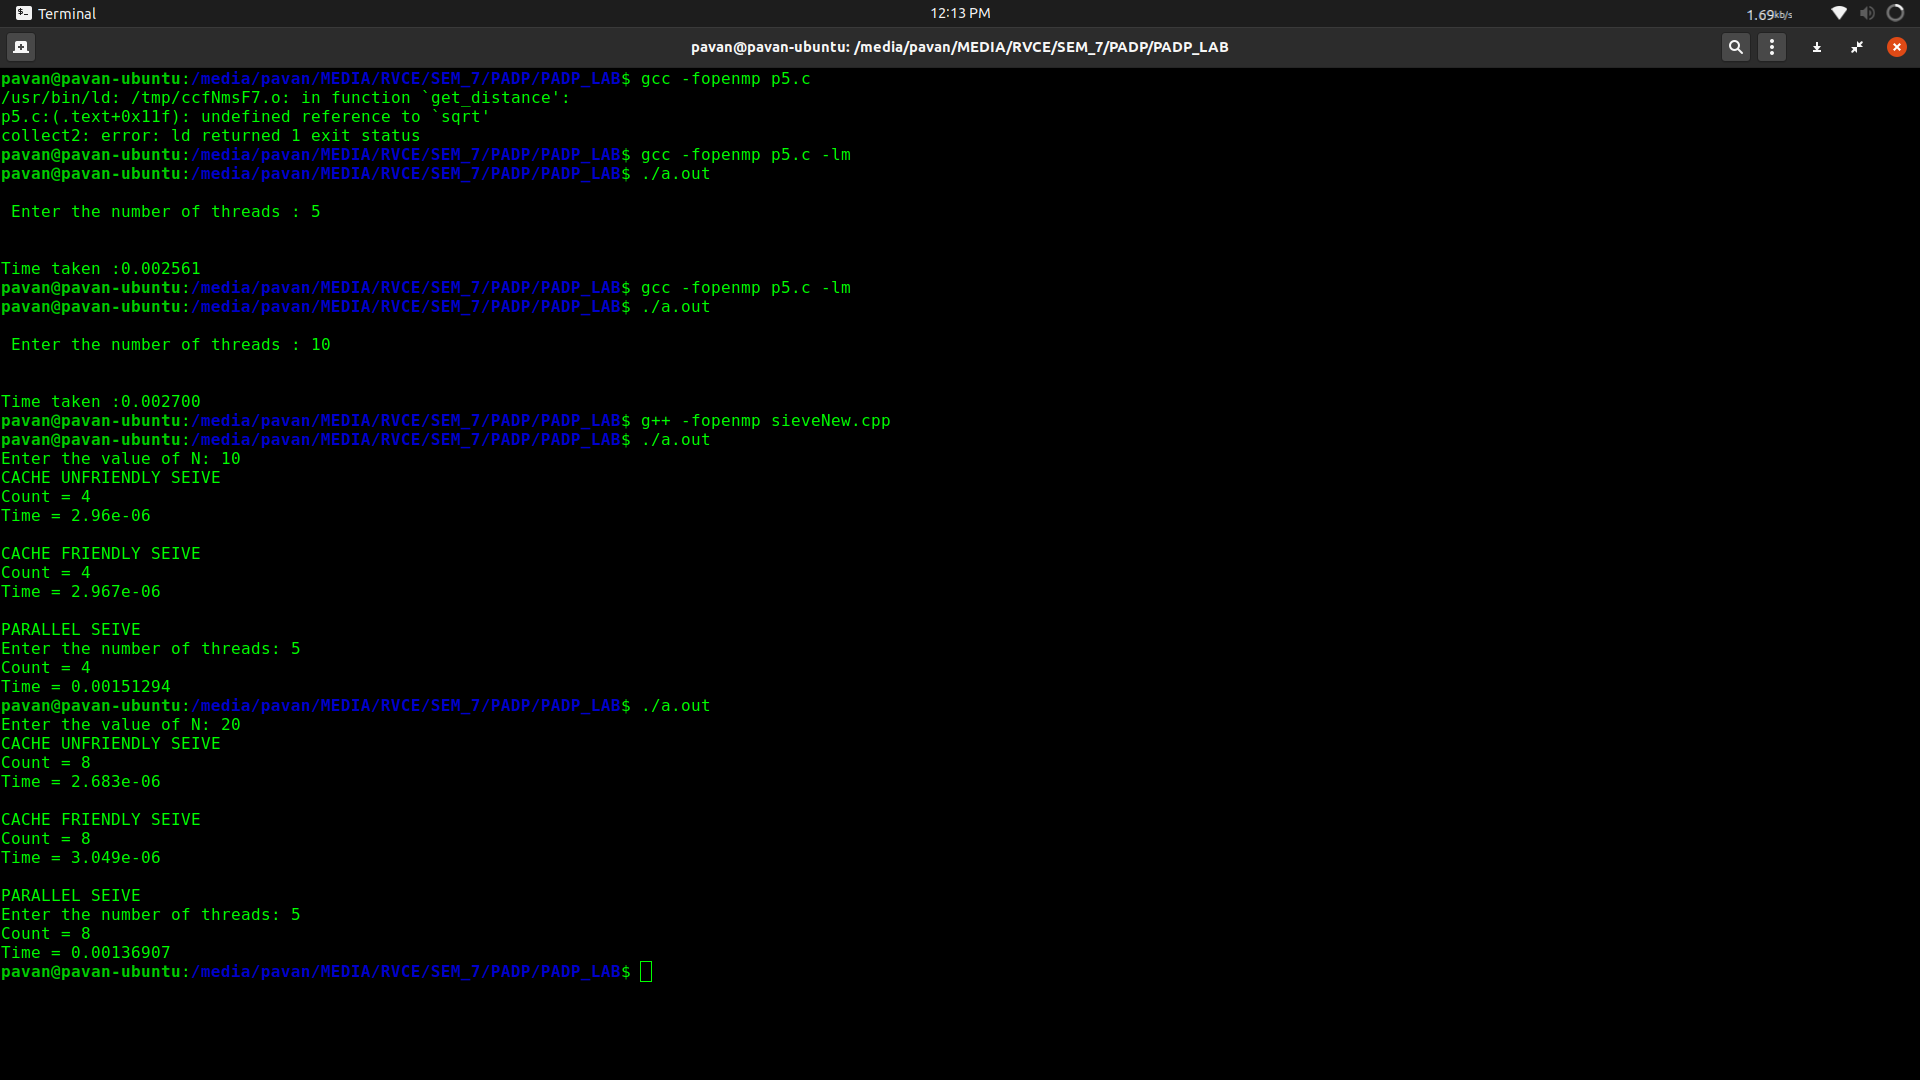 Terminal
12:13 PM
1.69kb/s
pavan@pavan-ubuntu: /media/pavan/MEDIA/RVCE/SEM_7/PADP/PADP_LAB
pavan@pavan-ubuntu:/media/pavan/MEDIA/RVCE/SEM_7/PADP/PADP_LAB$ gcc -fopenmp p5.c
/usr/bin/ld: /tmp/ccfNmsF7.o: in function `get_distance':
p5.c:(.text+0x11f): undefined reference to `sqrt'
collect2: error: ld returned 1 exit status
pavan@pavan-ubuntu:/media/pavan/MEDIA/RVCE/SEM_7/PADP/PADP_LAB$ gcc -fopenmp p5.c -lm
pavan@pavan-ubuntu:/media/pavan/MEDIA/RVCE/SEM_7/PADP/PADP_LAB$ ./a.out
Enter the number of threads : 5
Time taken :0.002561
pavan@pavan-ubuntu:/media/pavan/MEDIA/RVCE/SEM_7/PADP/PADP_LAB$ gcc -fopenmp p5.c -lm
pavan@pavan-ubuntu:/media/pavan/MEDIA/RVCE/SEM_7/PADP/PADP_LAB$ ./a.out
Enter the number of threads : 10
Time taken :0.002700
pavan@pavan-ubuntu:/media/pavan/MEDIA/RVCE/SEM_7/PADP/PADP_LAB$ g++ -fopenmp sieveNew.cpp
pavan@pavan-ubuntu:/media/pavan/MEDIA/RVCE/SEM_7/PADP/PADP_LAB$ ./a.out
Enter the value of N: 10
CACHE UNFRIENDLY SEIVE
Count = 4
Time = 2.96e-06
CACHE FRIENDLY SEIVE
Count = 4
Time = 2.967e-06
PARALLEL SEIVE
Enter the number of threads: 5
Count = 4
Time = 0.00151294
pavan@pavan-ubuntu:/media/pavan/MEDIA/RVCE/SEM_7/PADP/PADP_LAB$ ./a.out
Enter the value of N: 20
CACHE UNFRIENDLY SEIVE
Count = 8
Time = 2.683e-06
CACHE FRIENDLY SEIVE
Count = 8
Time = 3.049e-06
PARALLEL SEIVE
Enter the number of threads: 5
Count = 8
Time = 0.00136907
pavan@pavan-ubuntu:/media/pavan/MEDIA/RVCE/SEM_7/PADP/PADP_LAB$